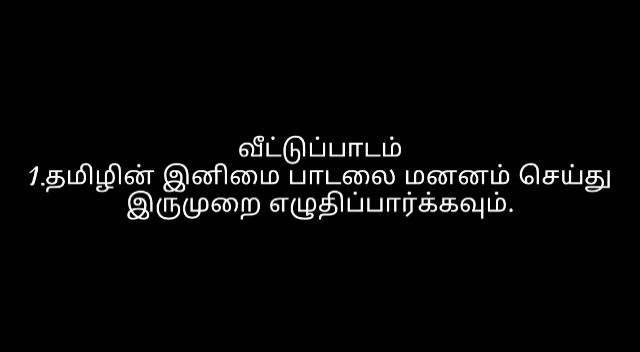 வீட்டுப்பாடம்
1.தமிழின் இனிமை பாடலை மனனம் செய்து
இருமுறை எழுதிப்பார்க்கவும்.